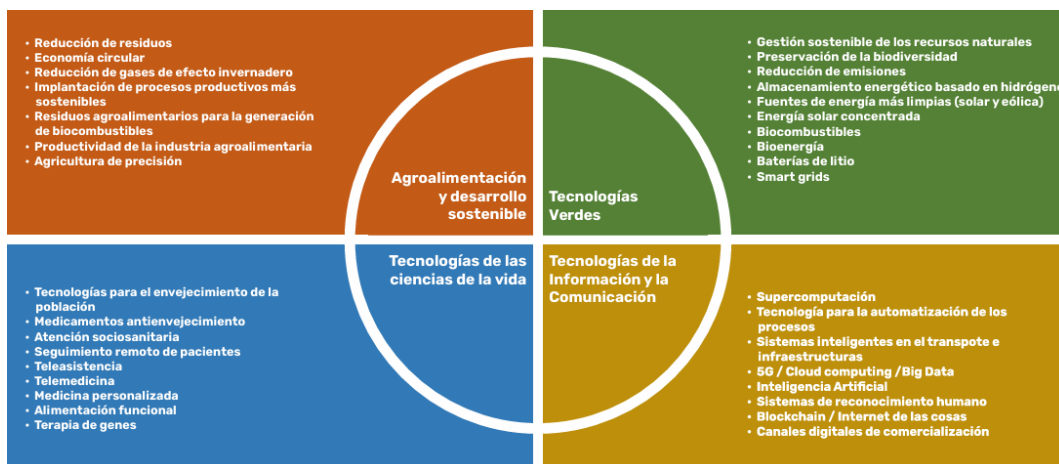 • Reducción de residuos
• Economía circular
• Reducción de gases de efecto invernadero
• Implantación de procesos productivos más
sostenibles
• Residuos agroalimentarios para la generación
de biocombustibles
• Productividad de la industria agroalimentaria
• Agricultura de precisión
Agroalimentación
y desarrollo
sostenible
• Gestión sostenible de los recursos naturales
• Preservación de la biodiversidad
• Reducción de emisiones
• Almacenamiento energético basado en hidrógeno
• Fuentes de energía más limpias (solar y eólica)
• Energía solar concentrada
• Biocombustibles
• Bioenergía
• Baterías de litio
• Smart grids
Tecnologías
Verdes
Tecnologías de las
ciencias de la vida
• Tecnologías para el envejecimiento de la
población
• Medicamentos antienvejecimiento
• Atención sociosanitaria
• Seguimiento remoto de pacientes
• Teleasistencia
• Telemedicina
• Medicina personalizada
• Alimentación funcional
• Terapia de genes
Tecnologías de la
Información y la
Comunicación
• Supercomputación
• Tecnología para la automatización de los
procesos
• Sistemas inteligentes en el transpote e
infraestructuras
• 5G / Cloud computing /Big Data
• Inteligencia Artificial
• Sistemas de reconocimiento humano
• Blockchain / Internet de las cosas
• Canales digitales de comercialización